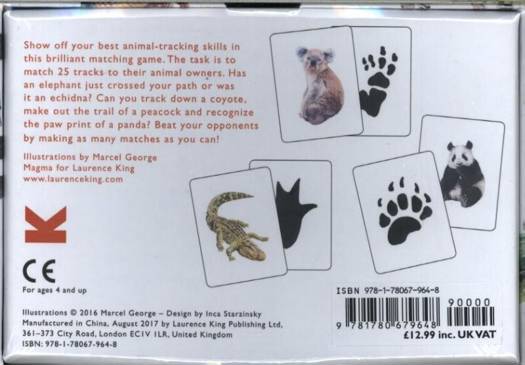 Show off your best animal-tracking skills in
this brilliant matching game. The task is to
match 25 tracks to their animal owners. Has
an elephant just crossed your path or was
it an echidna? Can you track down a coyote,
make out the trail of a peacock and recognize
the paw print of a panda? Beat your opponents
by making as many matches as you can!
Illustrations by Marcel George
Magma for Laurence King
www.laurenceking.com
K
CE
For ages 4 and up
Illustrations © 2016 Marcel George – Design by Inca Starzinsky
Manufactured in China, August 2017 by Laurence King Publishing Ltd,
361–373 City Road, London EC1V 1LR, United Kingdom
ISBN: 978-1-78067-964-8
ISBN 978-1-78067-964-8
90000
9 781780 679648
£12.99 inc. UK VAT